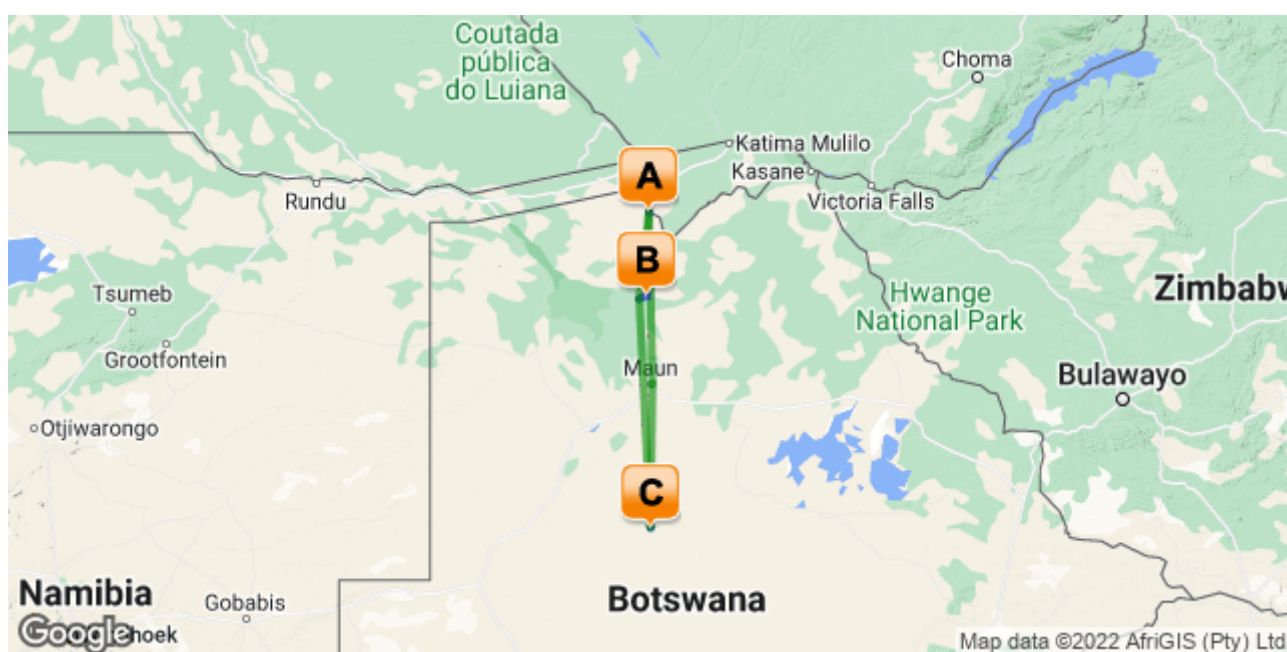 Coutada
pública
do Luiana
Choma
Katima Mulilo
Kasane
A
Rundu
Victoria Falls
B
Tsumeb
Hwange
National Park
Zimbabw
Grootfontein
Maun
Bulawayo
Otjiwarongo
C
Namibia
Gobabis
Botswana
Google
hoek
Map data ©2022 AfriGIS (Pty) Ltd